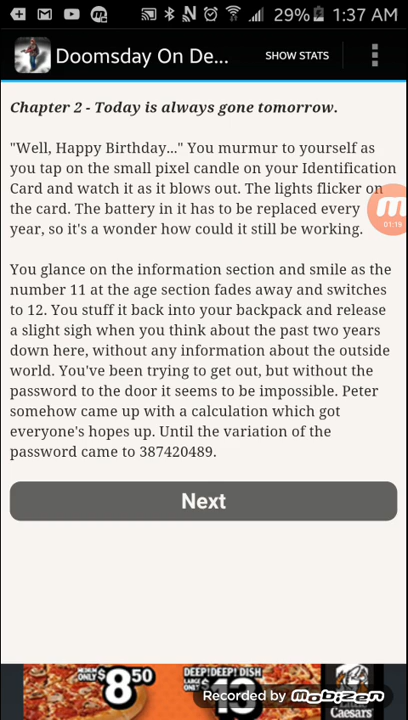 29% 1:37 AM
Doomsday On De... SHOW STATS
Chapter 2 - Today is always gone tomorrow.
"Well, Happy Birthday..." You murmur to yourself as
you tap on the small pixel candle on your Identification
Card and watch it as it blows out. The lights flicker on
the card. The battery in it has to be replaced every
01:19
year, so it's a wonder how could it still be working.
You glance on the information section and smile as the
number 11 at the age section fades away and switches
to 12. You stuff it back into your backpack and release
a slight sigh when you think about the past two years
down here, without any information about the outside
world. You've been trying to get out, but without the
password to the door it seems to be impossible. Peter
somehow came up with a calculation which got
everyone's hopes up. Until the variation of the
password came to 387420489.
Next
MEDIUM ONLY $8.50
DEEP!DEEP! DISH
LARGE ONLY
Recorded by mobizen
Little Caesars